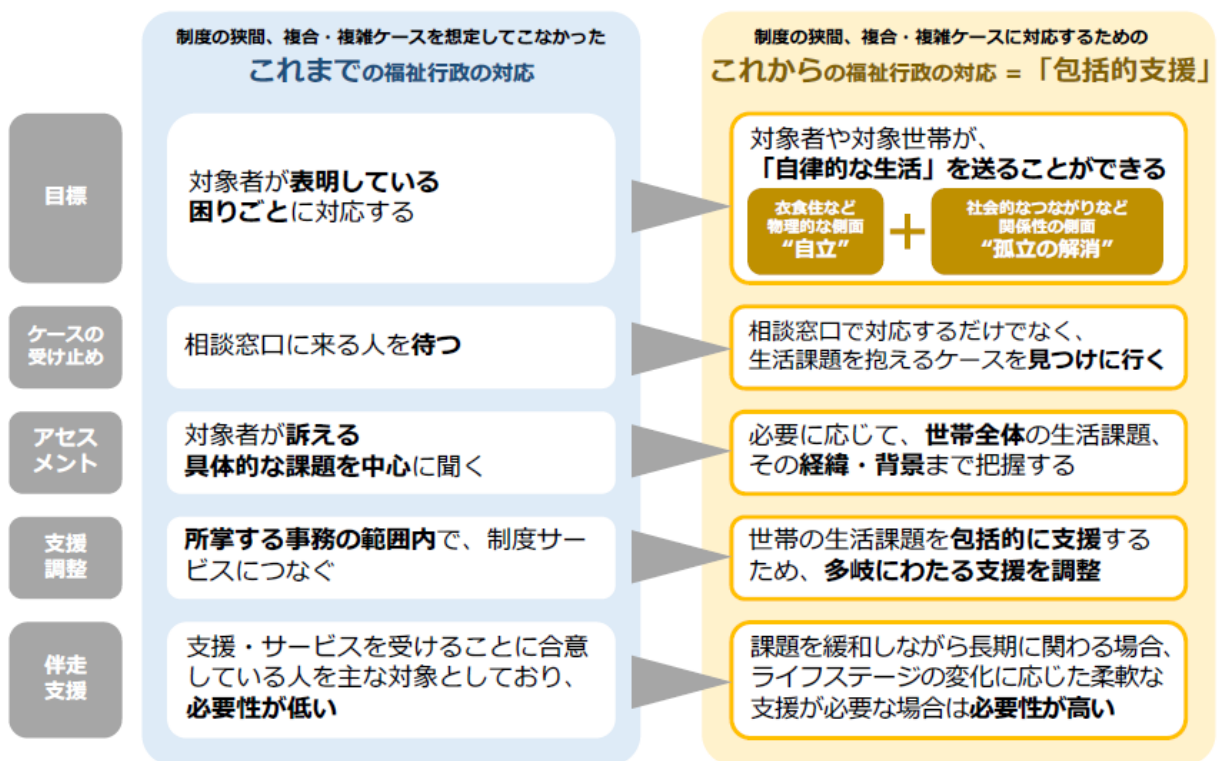 制度の狭間、複合・複雑ケースを想定してこなかった
これまでの福祉行政の対応
制度の狭間、複合・複雑ケースに対応するための
これからの福祉行政の対応 = 「包括的支援」
目標
対象者が表明している
困りごとに対応する
対象者や対象世帯が、
「自律的な生活」を送ることができる
衣食住など
物理的な側面
“自立”
+
社会的なつながりなど
関係性の側面
“孤立の解消”
ケースの
受け止め
相談窓口に来る人を待つ
相談窓口で対応するだけでなく、
生活課題を抱えるケースを見つけに行く
アセス
メント
対象者が訴える
具体的な課題を中心に聞く
必要に応じて、世帯全体の生活課題、
その経緯・背景まで把握する
支援
調整
所掌する事務の範囲内で、制度サー
ビスにつなぐ
世帯の生活課題を包括的に支援する
ため、多岐にわたる支援を調整
伴走
支援
支援・サービスを受けることに合意
している人を主な対象としており、
必要性が低い
課題を緩和しながら長期に関わる場合、
ライフステージの変化に応じた柔軟な
支援が必要な場合は必要性が高い